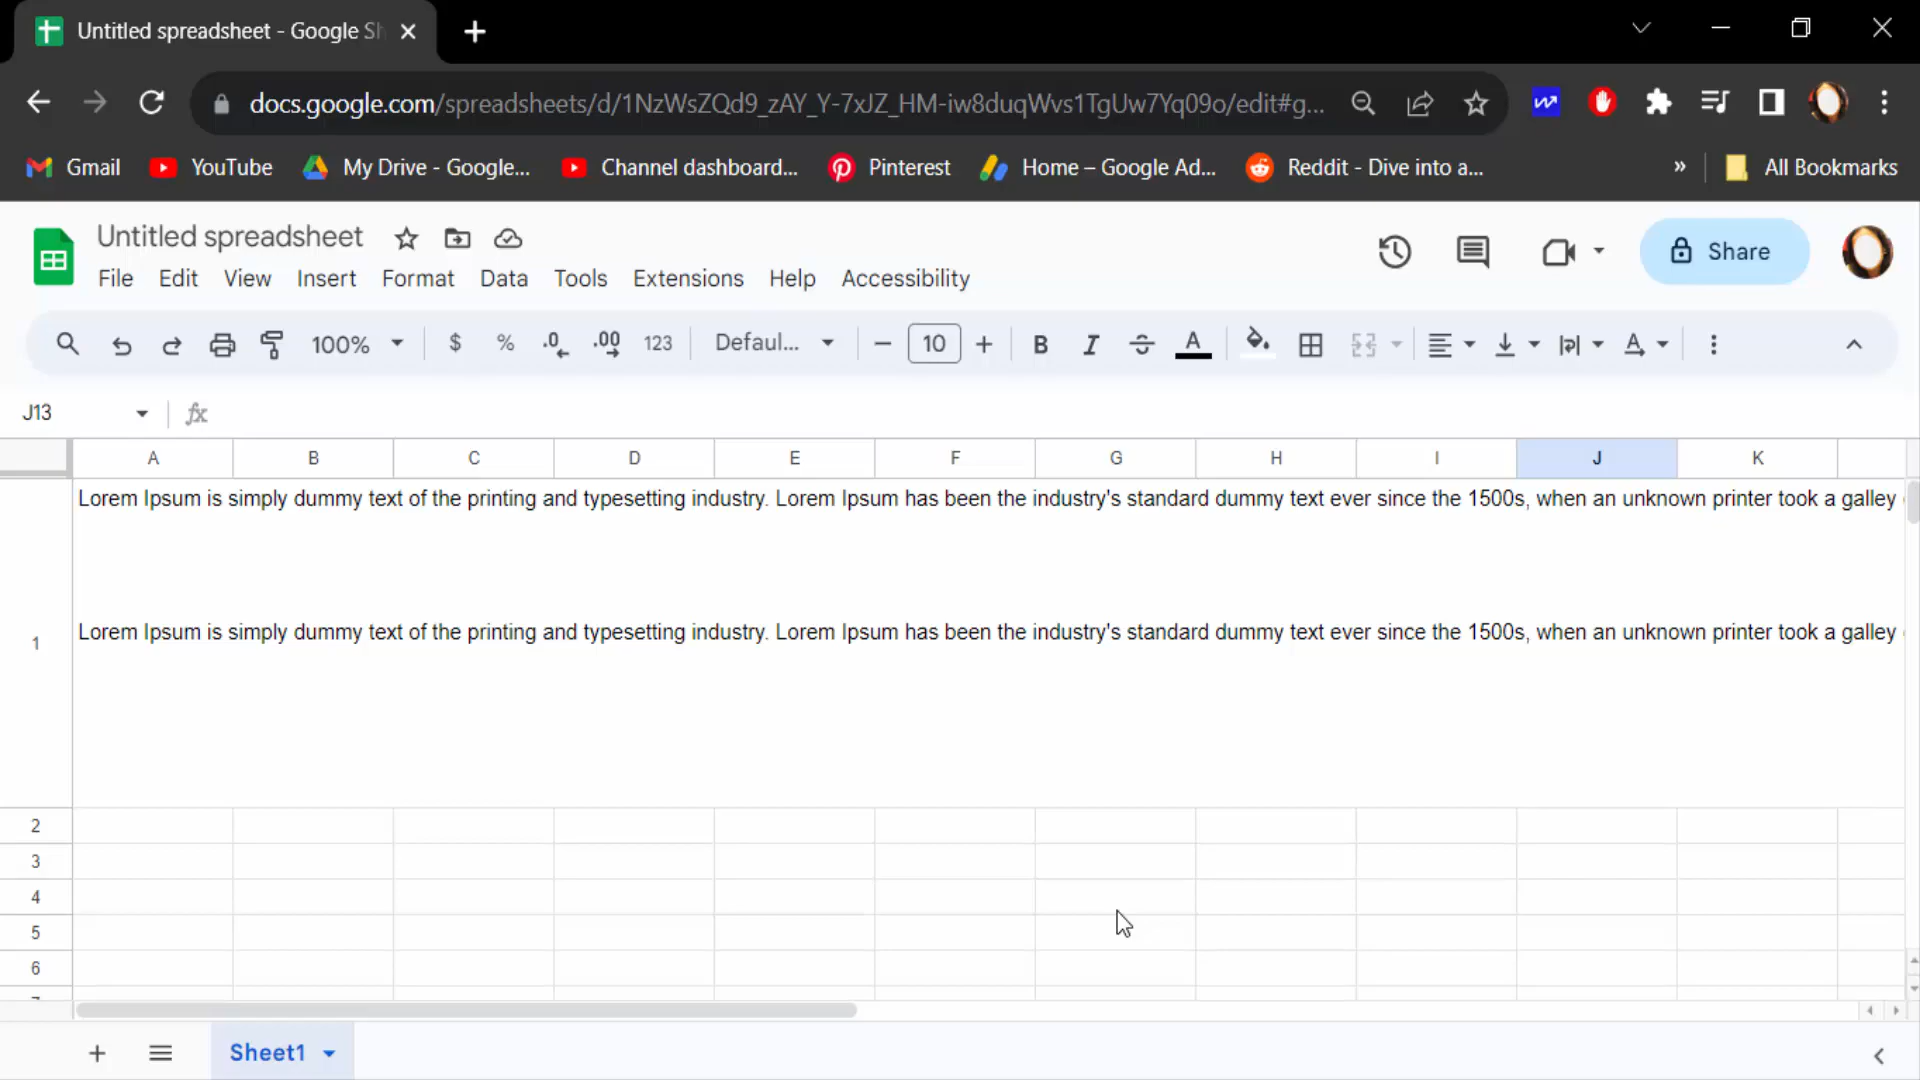 Untitled spreadsheet - Google Sh
docs.google.com/spreadsheets/d/1NzWsZQd9_zAY_Y-7xJZ_HM-iw8duqWvs1TgUw7Yq09o/edit#g...
Gmail YouTube My Drive - Google... Channel dashboard... Pinterest Home – Google Ad... Reddit - Dive into a... » All Bookmarks
Untitled spreadsheet
Share
File Edit View Insert Format Data Tools Extensions Help Accessibility
100% $ % .0 .00 123 Defaul... 10 B I A A
J13 fx
A B C D E F G H I J K
Lorem Ipsum is simply dummy text of the printing and typesetting industry. Lorem Ipsum has been the industry's standard dummy text ever since the 1500s, when an unknown printer took a galley
1 Lorem Ipsum is simply dummy text of the printing and typesetting industry. Lorem Ipsum has been the industry's standard dummy text ever since the 1500s, when an unknown printer took a galley
2
3
4
5
6
Sheet1